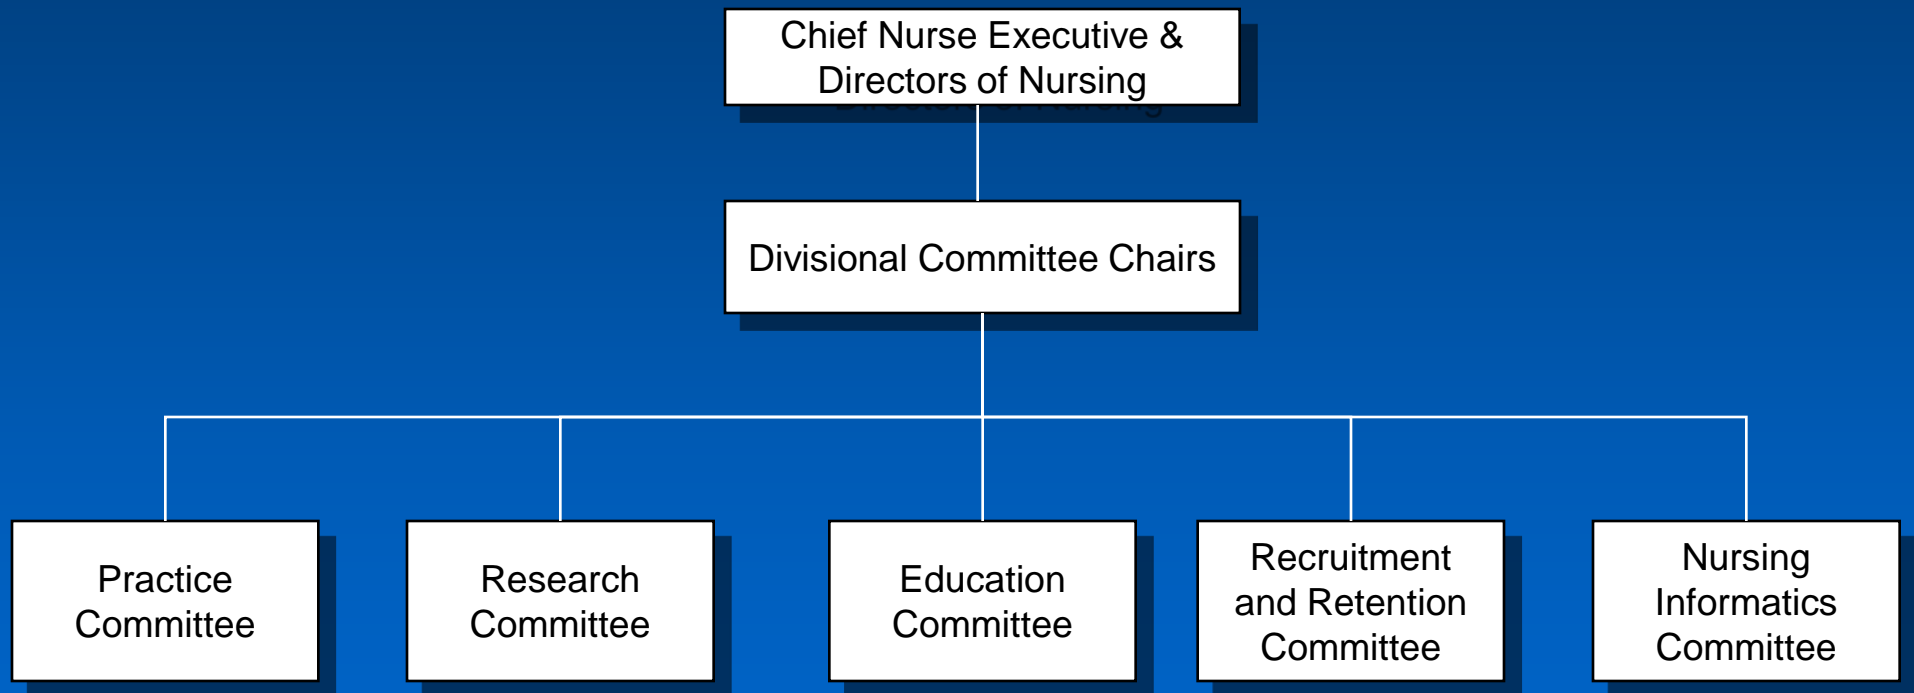 Chief Nurse Executive &
Directors of Nursing
Divisional Committee Chairs
Practice
Committee
Research
Committee
Education
Committee
Recruitment
and Retention
Committee
Nursing
Informatics
Committee